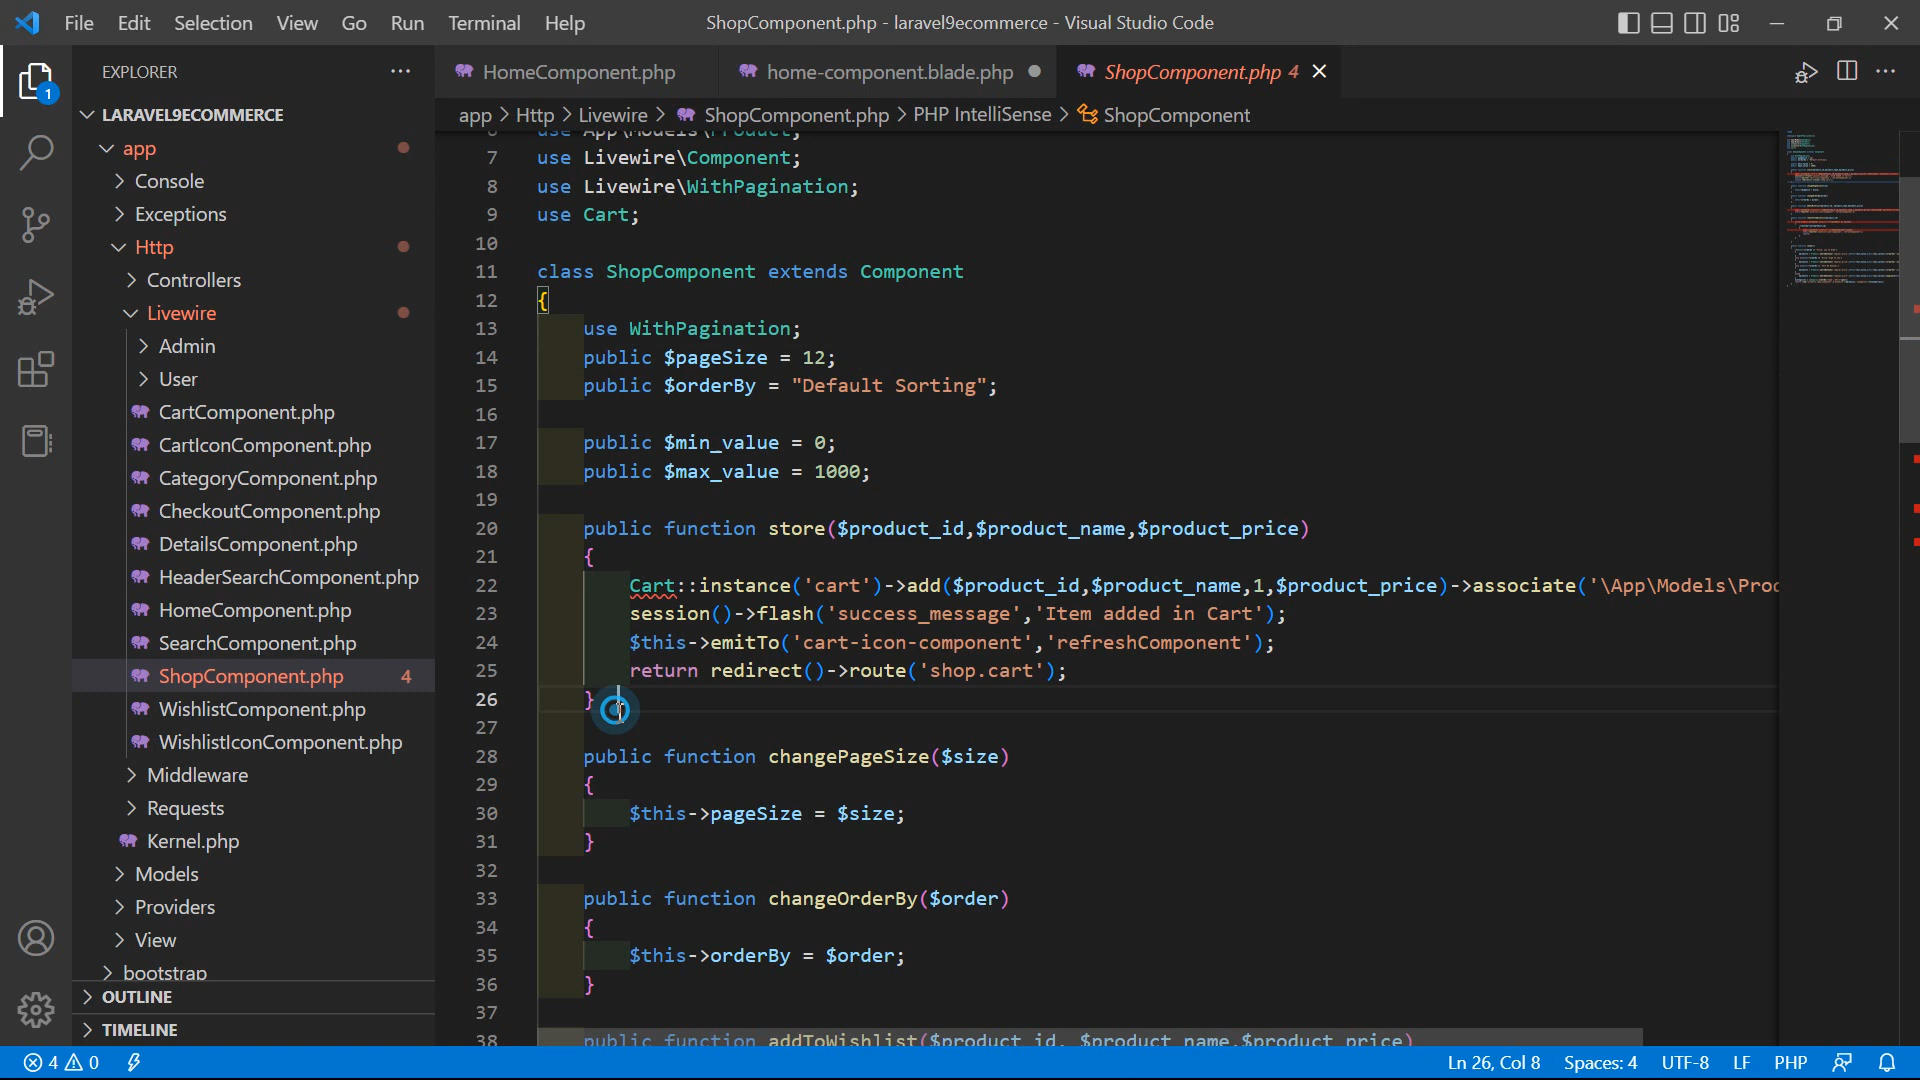 File Edit Selection View Go Run Terminal Help ShopComponent.php - laravel9ecommerce - Visual Studio Code
EXPLORER
1
LARAVEL9ECOMMERCE
app
Console
Exceptions
Http
Controllers
Livewire
Admin
User
CartComponent.php
CartIconComponent.php
CategoryComponent.php
CheckoutComponent.php
DetailsComponent.php
HeaderSearchComponent.php
HomeComponent.php
SearchComponent.php
ShopComponent.php 4
WishlistComponent.php
WishlistIconComponent.php
Middleware
Requests
Kernel.php
Models
Providers
View
bootstrap
OUTLINE
TIMELINE
HomeComponent.php home-component.blade.php ShopComponent.php 4
app > Http > Livewire > ShopComponent.php > PHP IntelliSense > ShopComponent
6 use App\Models\Product;
7 use Livewire\Component;
8 use Livewire\WithPagination;
9 use Cart;
10
11 class ShopComponent extends Component
12 {
13 use WithPagination;
14 public $pageSize = 12;
15 public $orderBy = "Default Sorting";
16
17 public $min_value = 0;
18 public $max_value = 1000;
19
20 public function store($product_id,$product_name,$product_price)
21 {
22 Cart::instance('cart')->add($product_id,$product_name,1,$product_price)->associate('\App\Models\Proc
23 session()->flash('success_message','Item added in Cart');
24 $this->emitTo('cart-icon-component','refreshComponent');
25 return redirect()->route('shop.cart');
26 }
27
28 public function changePageSize($size)
29 {
30 $this->pageSize = $size;
31 }
32
33 public function changeOrderBy($order)
34 {
35 $this->orderBy = $order;
36 }
37
38 public function addToWishlist($product_id, $product_name,$product_price)
4 0 Ln 26, Col 8 Spaces: 4 UTF-8 LF PHP